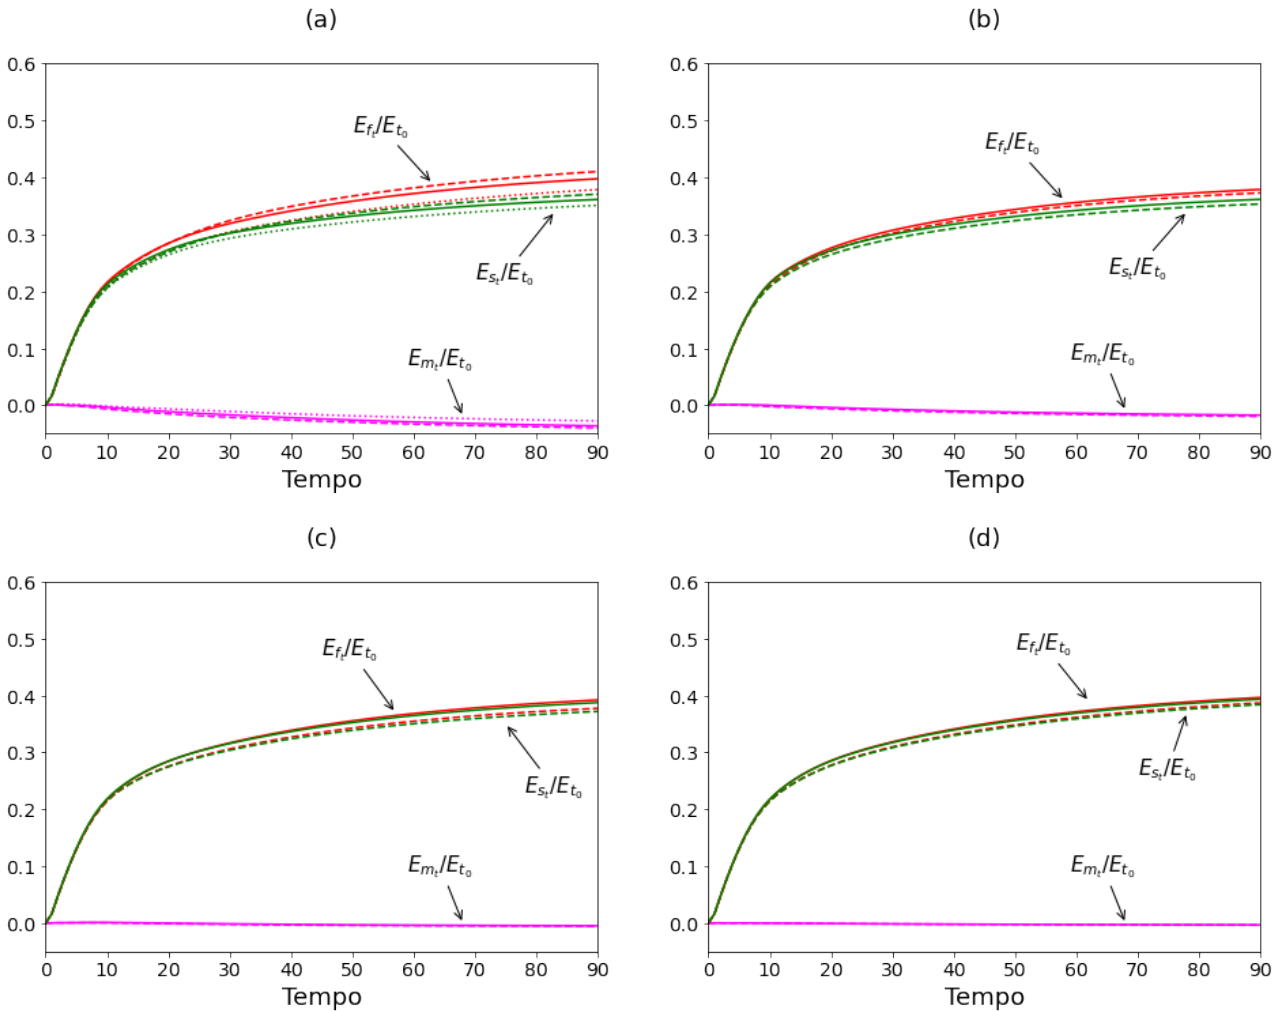 (a)
0.6
0.5
0.4
0.3
0.2
0.1
0.0
E_{f_t}/E_{t_0}
E_{s_t}/E_{t_0}
E_{m_t}/E_{t_0}
0 10 20 30 40 50 60 70 80 90
Tempo
(b)
0.6
0.5
0.4
0.3
0.2
0.1
0.0
E_{f_t}/E_{t_0}
E_{s_t}/E_{t_0}
E_{m_t}/E_{t_0}
0 10 20 30 40 50 60 70 80 90
Tempo
(c)
0.6
0.5
0.4
0.3
0.2
0.1
0.0
E_{f_t}/E_{t_0}
E_{s_t}/E_{t_0}
E_{m_t}/E_{t_0}
0 10 20 30 40 50 60 70 80 90
Tempo
(d)
0.6
0.5
0.4
0.3
0.2
0.1
0.0
E_{f_t}/E_{t_0}
E_{s_t}/E_{t_0}
E_{m_t}/E_{t_0}
0 10 20 30 40 50 60 70 80 90
Tempo